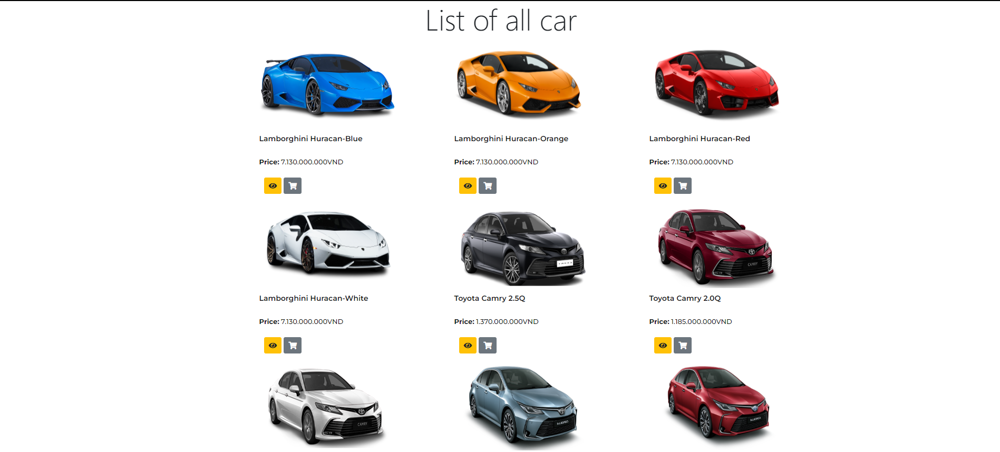 List of all car
Lamborghini Huracan-Blue
Lamborghini Huracan-Orange
Lamborghini Huracan-Red
Price: 7.130.000.000VND
Price: 7.130.000.000VND
Price: 7.130.000.000VND
CAMRY
Lamborghini Huracan-White
Toyota Camry 2.5Q
Toyota Camry 2.0Q
Price: 7.130.000.000VND
Price: 1.370.000.000VND
Price: 1.185.000.000VND
CAMRY